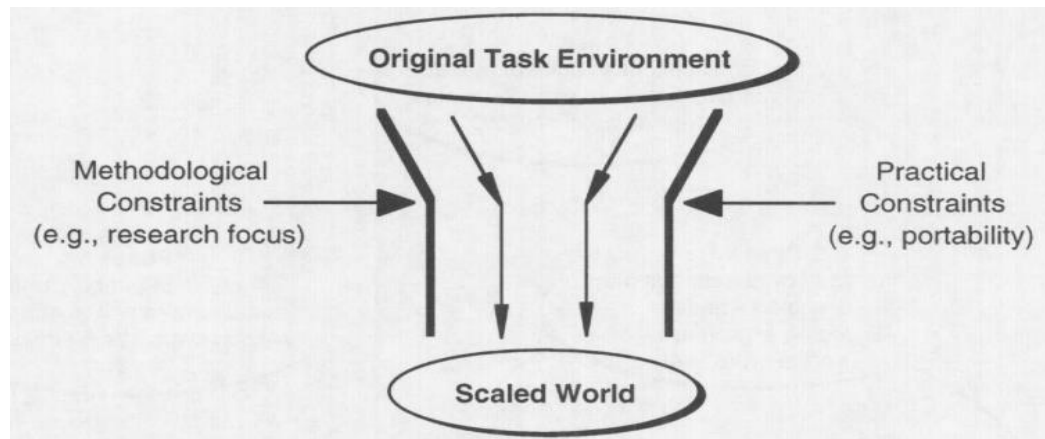 Original Task Environment
Methodological
Constraints
(e.g., research focus)
Practical
Constraints
(e.g., portability)
Scaled World